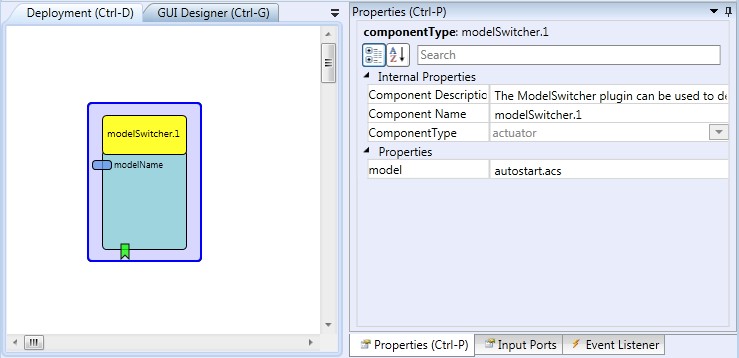 Deployment (Ctrl-D)
GUI Designer (Ctrl-G)
modelSwitcher.1
modelName
Properties (Ctrl-P)
componentType: modelSwitcher.1
Search
Internal Properties
Component Descriptio The ModelSwitcher plugin can be used to de
Component Name modelSwitcher.1
ComponentType actuator
Properties
model autostart.acs
Properties (Ctrl-P) Input Ports Event Listener